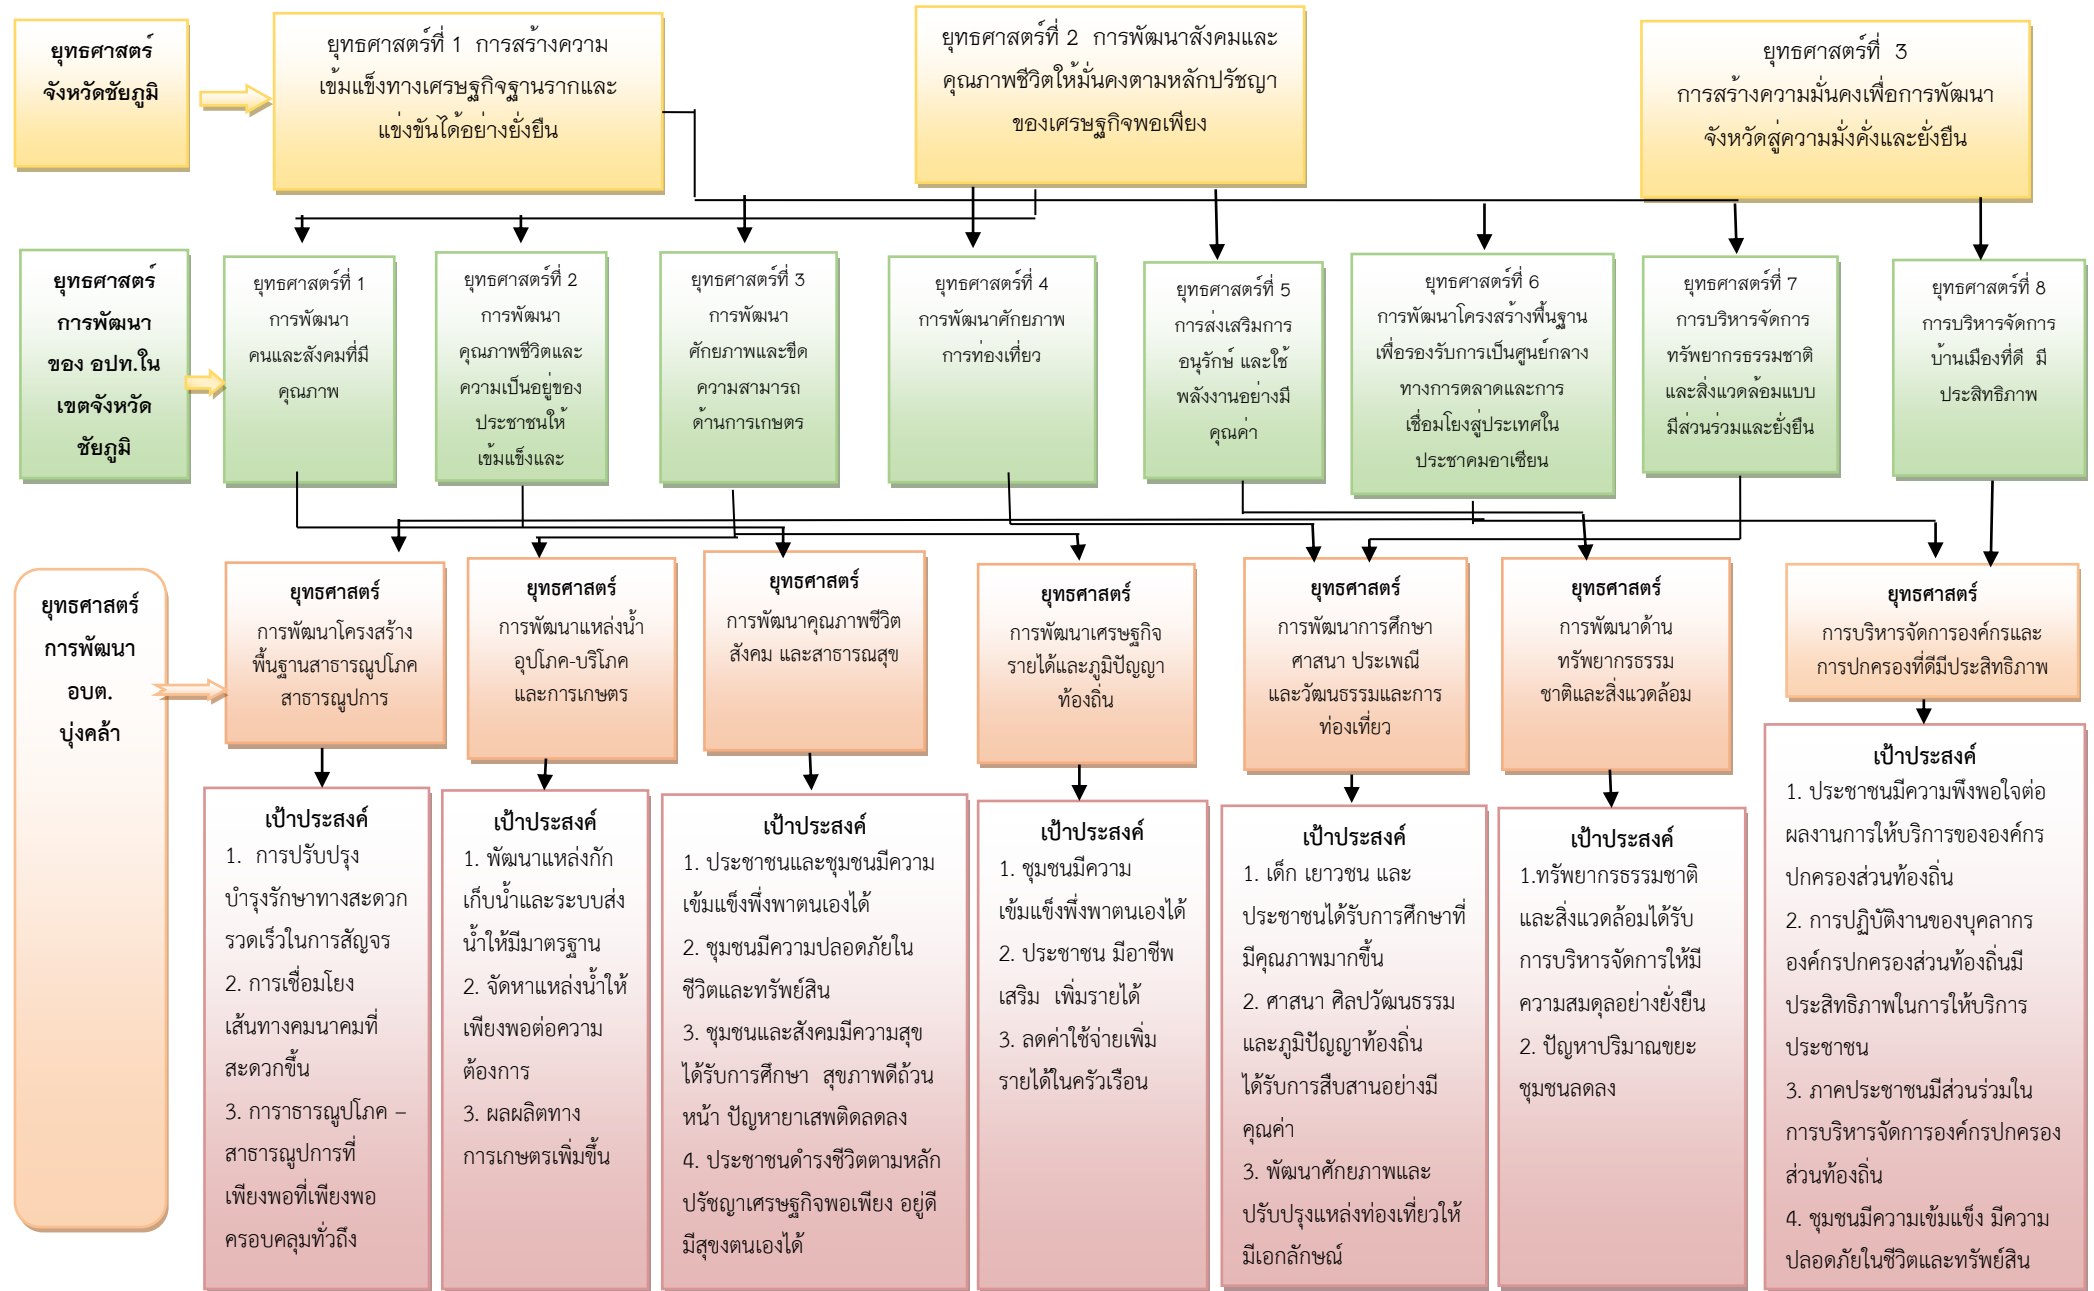 ยุทธศาสตร์
จังหวัดชัยภูมิ
ยุทธศาสตร์ที่ 1 การสร้างความ
เข้มแข็งทางเศรษฐกิจฐานรากและ
แข่งขันได้อย่างยั่งยืน
ยุทธศาสตร์ที่ 2 การพัฒนาสังคมและ
คุณภาพชีวิตให้มั่นคงตามหลักปรัชญา
ของเศรษฐกิจพอเพียง
ยุทธศาสตร์ที่ 3
การสร้างความมั่นคงเพื่อการพัฒนา
จังหวัดสู่ความมั่งคั่งและยั่งยืน
ยุทธศาสตร์
การพัฒนา
ของ อปท.ใน
เขตจังหวัด
ชัยภูมิ
ยุทธศาสตร์ที่ 1
การพัฒนา
คนและสังคมที่มี
คุณภาพ
ยุทธศาสตร์ที่ 2
การพัฒนา
คุณภาพชีวิตและ
ความเป็นอยู่ของ
ประชาชนให้
เข้มแข็งและ
ยุทธศาสตร์ที่ 3
การพัฒนา
ศักยภาพและขีด
ความสามารถ
ด้านการเกษตร
ยุทธศาสตร์ที่ 4
การพัฒนาศักยภาพ
การท่องเที่ยว
ยุทธศาสตร์ที่ 5
การส่งเสริมการ
อนุรักษ์ และใช้
พลังงานอย่างมี
คุณค่า
ยุทธศาสตร์ที่ 6
การพัฒนาโครงสร้างพื้นฐาน
เพื่อรองรับการเป็นศูนย์กลาง
ทางการตลาดและการ
เชื่อมโยงสู่ประเทศใน
ประชาคมอาเซียน
ยุทธศาสตร์ที่ 7
การบริหารจัดการ
ทรัพยากรธรรมชาติ
และสิ่งแวดล้อมแบบ
มีส่วนร่วมและยั่งยืน
ยุทธศาสตร์ที่ 8
การบริหารจัดการ
บ้านเมืองที่ดี มี
ประสิทธิภาพ
ยุทธศาสตร์
การพัฒนา
อบต.
บุ่งคล้า
ยุทธศาสตร์
การพัฒนาโครงสร้าง
พื้นฐานสาธารณูปโภค
สาธารณูปการ
ยุทธศาสตร์
การพัฒนาแหล่งน้ำ
อุปโภค-บริโภค
และการเกษตร
ยุทธศาสตร์
การพัฒนาคุณภาพชีวิต
สังคม และสาธารณสุข
ยุทธศาสตร์
การพัฒนาเศรษฐกิจ
รายได้และภูมิปัญญา
ท้องถิ่น
ยุทธศาสตร์
การพัฒนาการศึกษา
ศาสนา ประเพณี
และวัฒนธรรมและการ
ท่องเที่ยว
ยุทธศาสตร์
การพัฒนาด้าน
ทรัพยากรธรรม
ชาติและสิ่งแวดล้อม
ยุทธศาสตร์
การบริหารจัดการองค์กรและ
การปกครองที่ดีมีประสิทธิภาพ
เป้าประสงค์
1. การปรับปรุง
บำรุงรักษาทางสะดวก
รวดเร็วในการสัญจร
2. การเชื่อมโยง
เส้นทางคมนาคมที่
สะดวกขึ้น
3. การาธารณูปโภค –
สาธารณูปการที่
เพียงพอที่เพียงพอ
ครอบคลุมทั่วถึง
เป้าประสงค์
1. พัฒนาแหล่งกัก
เก็บน้ำและระบบส่ง
น้ำให้มีมาตรฐาน
2. จัดหาแหล่งน้ำให้
เพียงพอต่อความ
ต้องการ
3. ผลผลิตทาง
การเกษตรเพิ่มขึ้น
เป้าประสงค์
1. ประชาชนและชุมชนมีความ
เข้มแข็งพึ่งพาตนเองได้
2. ชุมชนมีความปลอดภัยใน
ชีวิตและทรัพย์สิน
3. ชุมชนและสังคมมีความสุข
ได้รับการศึกษา สุขภาพดีถ้วน
หน้า ปัญหายาเสพติดลดลง
4. ประชาชนดำรงชีวิตตามหลัก
ปรัชญาเศรษฐกิจพอเพียง อยู่ดี
มีสุขงตนเองได้
เป้าประสงค์
1. ชุมชนมีความ
เข้มแข็งพึ่งพาตนเองได้
2. ประชาชน มีอาชีพ
เสริม เพิ่มรายได้
3. ลดค่าใช้จ่ายเพิ่ม
รายได้ในครัวเรือน
เป้าประสงค์
1. เด็ก เยาวชน และ
ประชาชนได้รับการศึกษาที่
มีคุณภาพมากขึ้น
2. ศาสนา ศิลปวัฒนธรรม
และภูมิปัญญาท้องถิ่น
ได้รับการสืบสานอย่างมี
คุณค่า
3. พัฒนาศักยภาพและ
ปรับปรุงแหล่งท่องเที่ยวให้
มีเอกลักษณ์
เป้าประสงค์
1.ทรัพยากรธรรมชาติ
และสิ่งแวดล้อมได้รับ
การบริหารจัดการให้มี
ความสมดุลอย่างยั่งยืน
2. ปัญหาปริมาณขยะ
ชุมชนลดลง
เป้าประสงค์
1. ประชาชนมีความพึงพอใจต่อ
ผลงานการให้บริการขององค์กร
ปกครองส่วนท้องถิ่น
2. การปฏิบัติงานของบุคลากร
องค์กรปกครองส่วนท้องถิ่นมี
ประสิทธิภาพในการให้บริการ
ประชาชน
3. ภาคประชาชนมีส่วนร่วมใน
การบริหารจัดการองค์กรปกครอง
ส่วนท้องถิ่น
4. ชุมชนมีความเข้มแข็ง มีความ
ปลอดภัยในชีวิตและทรัพย์สิน